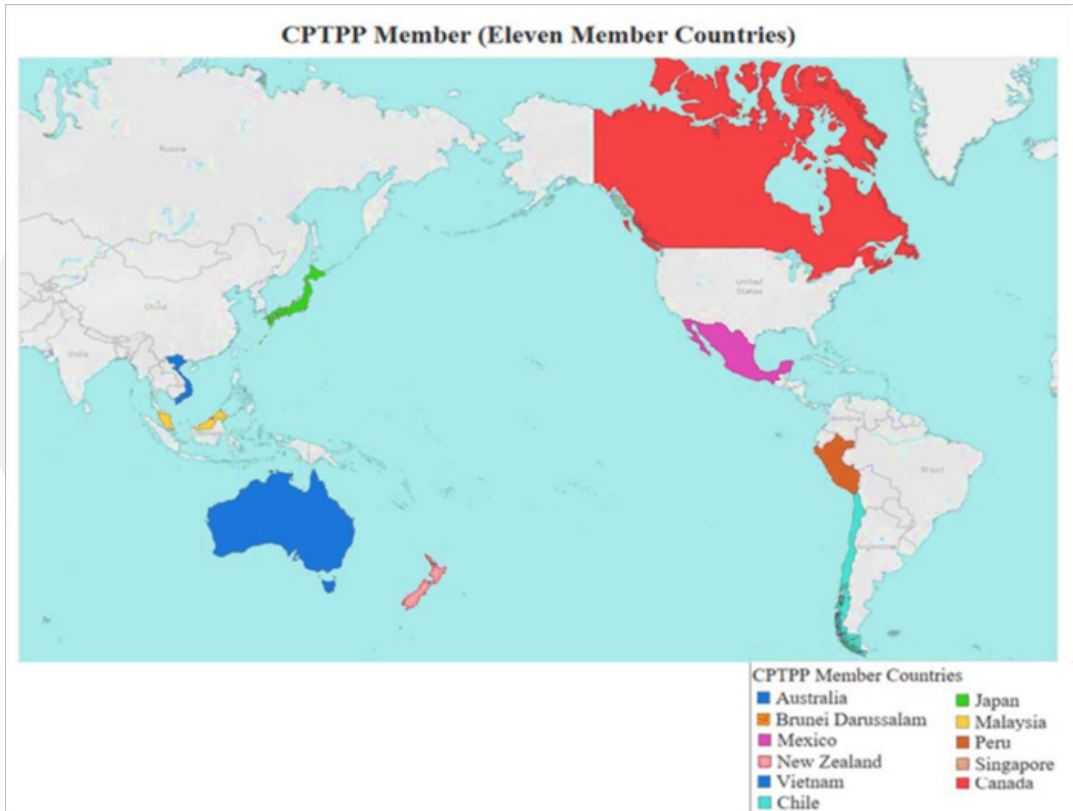 CPTPP Member (Eleven Member Countries)
Russia
China
India
United
States
Brazil
Argentina
CPTPP Member Countries
Australia
Brunei Darussalam
Mexico
New Zealand
Vietnam
Chile
Japan
Malaysia
Peru
Singapore
Canada